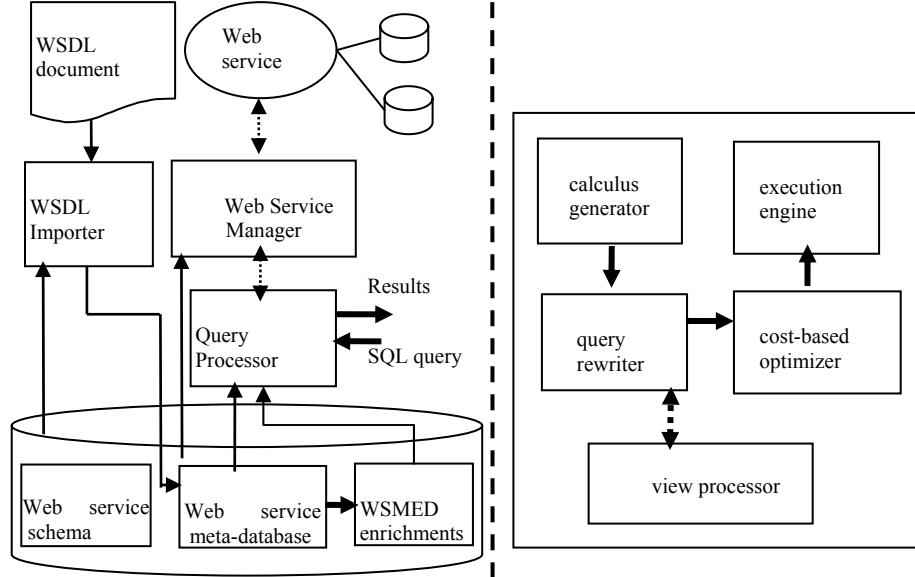 WSDL
document
Web
service
WSDL
Importer
Web Service
Manager
Results
Query
Processor
SQL query
Web service
schema
Web service
meta-database
WSMED
enrichments
calculus
generator
execution
engine
query
rewriter
cost-based
optimizer
view processor